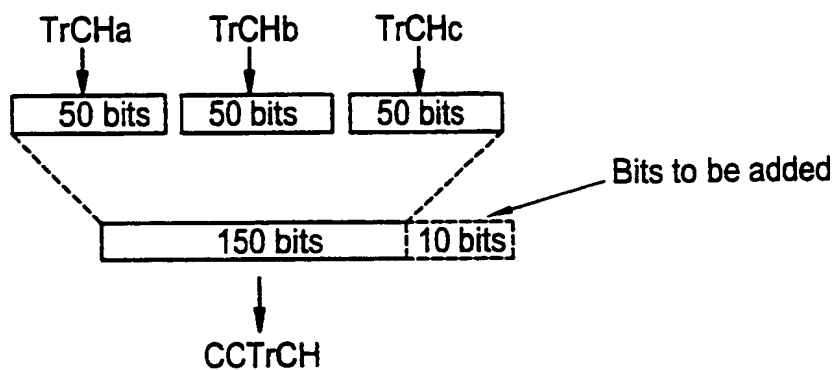 TrCHa TrCHb TrCHc
50 bits 50 bits 50 bits
Bits to be added
150 bits 10 bits
CCTrCH